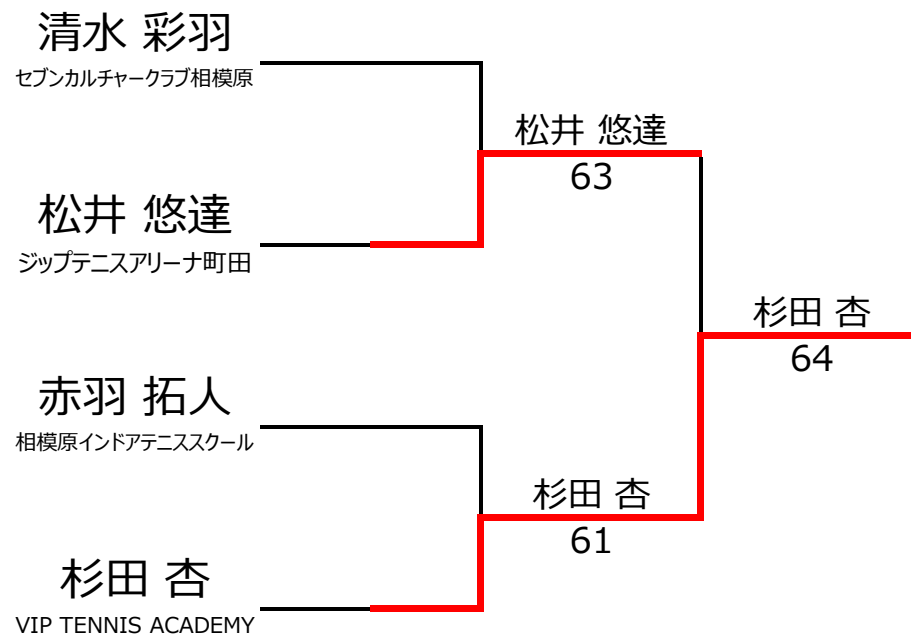 清水 彩羽
セブンカルチャークラブ相模原
松井 悠達
63
松井 悠達
ジップテニスアリーナ町田
杉田 杏
64
赤羽 拓人
相模原インドアテニススクール
杉田 杏
61
杉田 杏
VIP TENNIS ACADEMY